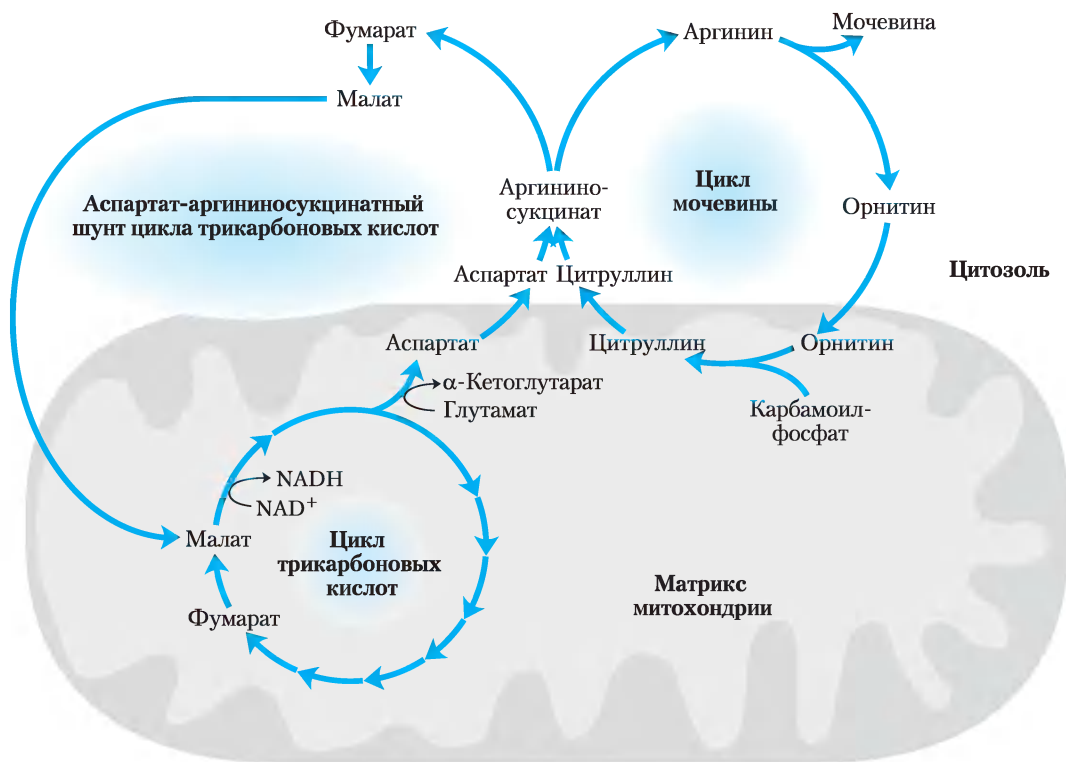 Фумарат
Аргинин
Мочевина
Малат
Аргинино-
сукцинат
Цикл
мочевины
Орнитин
Аспартат-аргининосукцинатный
шунт цикла трикарбоновых кислот
Цитозоль
Аспартат
Цитруллин
Аспартат
Цитруллин
Орнитин
α-Кетоглутарат
Глутамат
Карбамоил-
фосфат
NADH
NAD⁺
Малат
Цикл
трикарбоновых
кислот
Матрикс
митохондрии
Фумарат